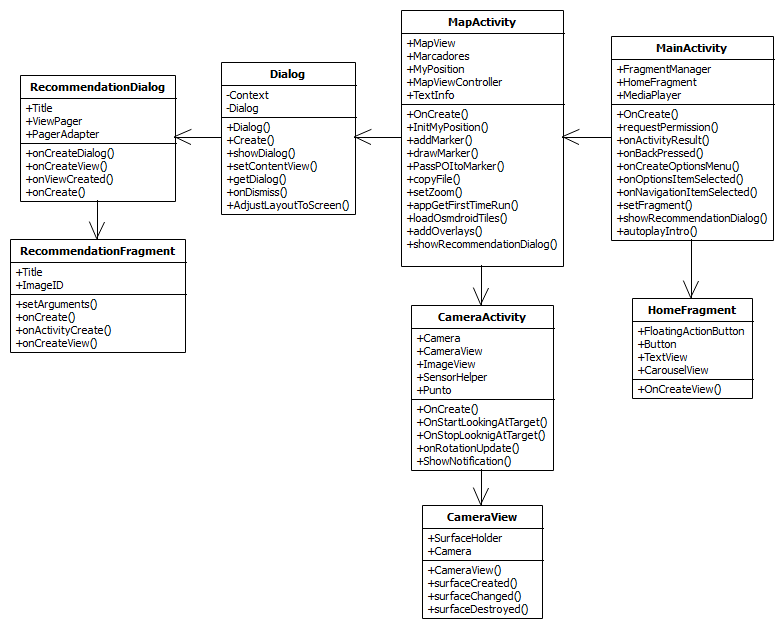 RecommendationDialog
+Title
+ViewPager
+PagerAdapter
+onCreateDialog()
+onCreateView()
+onViewCreated()
+onCreate()
RecommendationFragment
+Title
+ImageID
+setArguments()
+onCreate()
+onActivityCreate()
+onCreateView()
Dialog
-Context
-Dialog
+Dialog()
+Create()
+showDialog()
+setContentView()
+getDialog()
+onDismiss()
+AdjustLayoutToScreen()
MapActivity
+MapView
+Marcadores
+MyPosition
+MapViewController
+TextInfo
+OnCreate()
+InitMyPosition()
+addMarker()
+drawMarker()
+PassPOItoMarker()
+copyFile()
+setZoom()
+appGetFirstTimeRun()
+loadOsmdroidTiles()
+addOverlays()
+showRecommendationDialog()
CameraActivity
+Camera
+CameraView
+ImageView
+SensorHelper
+Punto
+OnCreate()
+OnStartLookingAtTarget()
+OnStopLooknigAtTarget()
+onRotationUpdate()
+ShowNotification()
CameraView
+SurfaceHolder
+Camera
+CameraView()
+surfaceCreated()
+surfaceChanged()
+surfaceDestroyed()
MainActivity
+FragmentManager
+HomeFragment
+MediaPlayer
+OnCreate()
+requestPermission()
+onActivityResult()
+onBackPressed()
+onCreateOptionsMenu()
+onOptionsItemSelected()
+onNavigationItemSelected()
+setFragment()
+showRecommendationDialog()
+autoplayIntro()
HomeFragment
+FloatingActionButton
+Button
+TextView
+CarouselView
+OnCreateView()